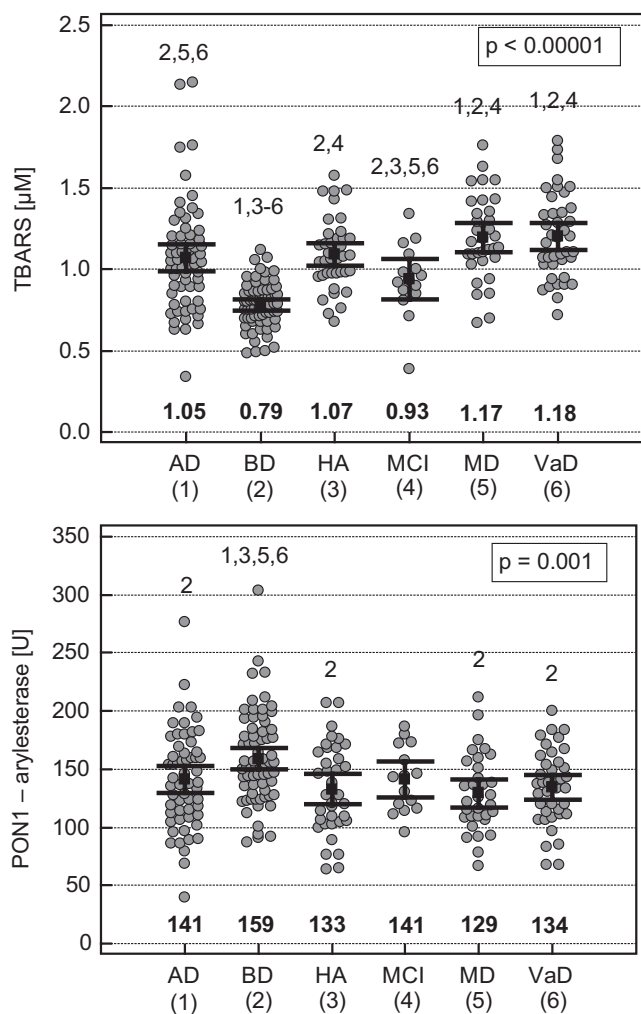 2.5
2.0
1.5
1.0
0.5
0.0
TBARS [µM]
p < 0.00001
2,5,6
1,3-6
2,4
2,3,5,6
1,2,4
1,2,4
1.05 0.79 1.07 0.93 1.17 1.18
AD BD HA MCI MD VaD
(1) (2) (3) (4) (5) (6)
350
300
250
200
150
100
50
0
PON1 – arylesterase [U]
p = 0.001
2
1,3,5,6
2
2
2
141 159 133 141 129 134
AD BD HA MCI MD VaD
(1) (2) (3) (4) (5) (6)